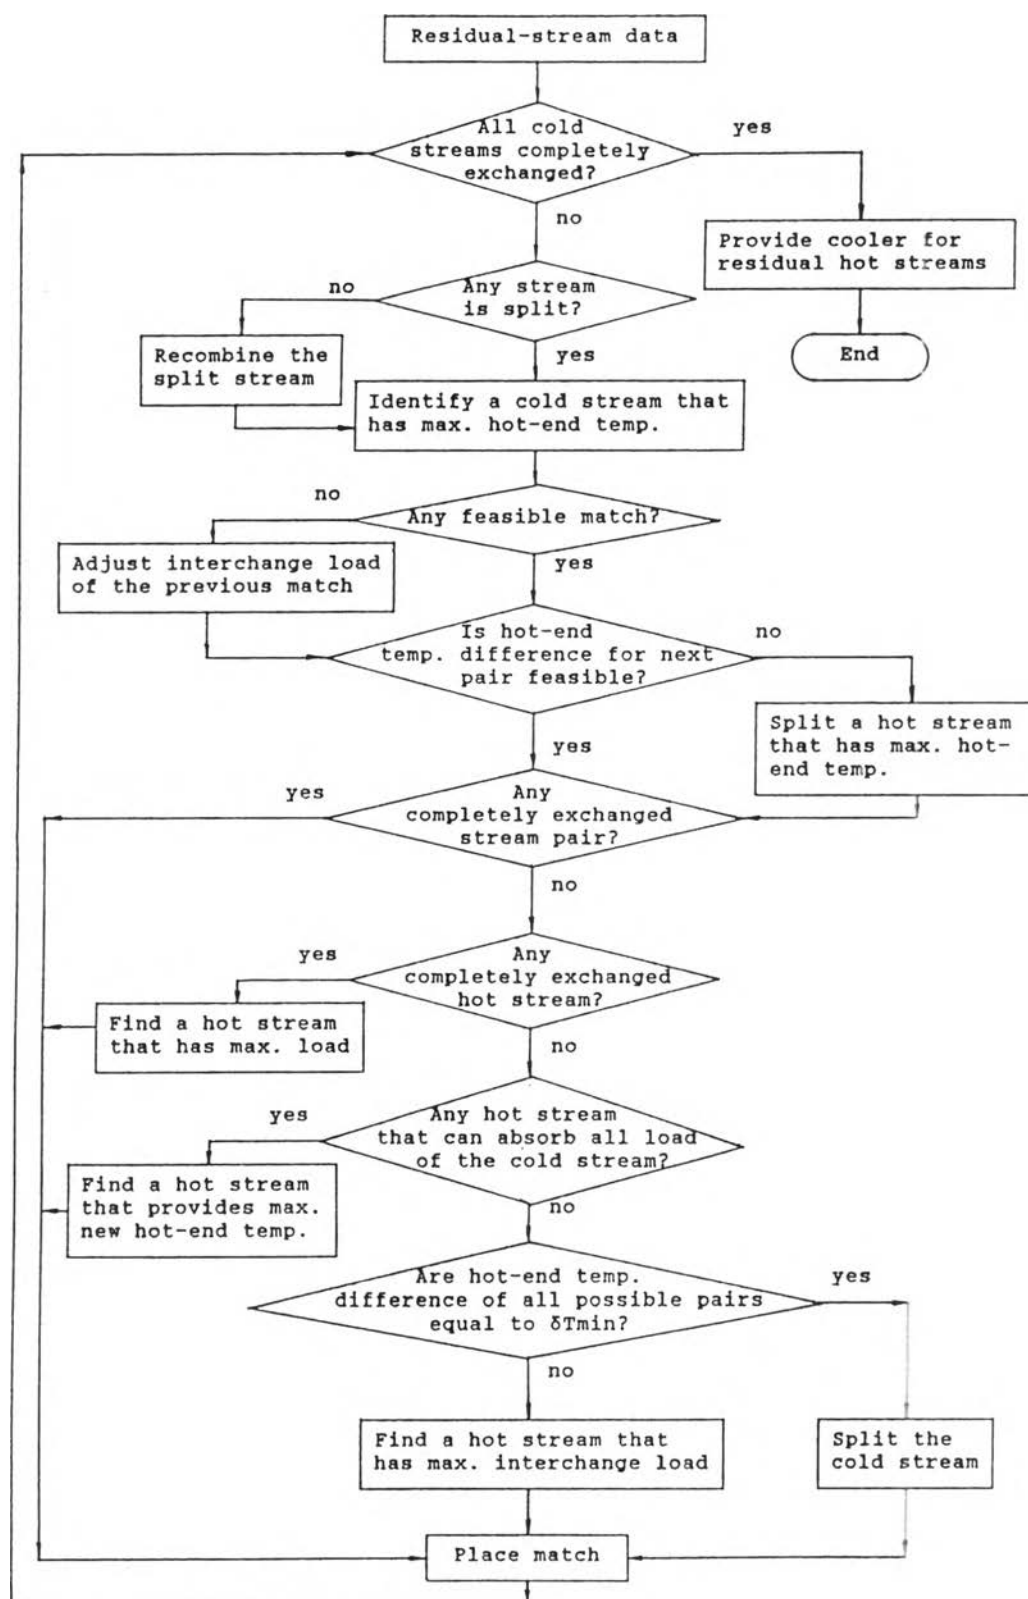 Residual-stream data
All cold
streams completely
exchanged?
yes
no
Provide cooler for
residual hot streams
End
Any stream
is split?
no
yes
Recombine the
split stream
Identify a cold stream that
has max. hot-end temp.
Any feasible match?
no
yes
Adjust interchange load
of the previous match
Is hot-end
temp. difference for next
pair feasible?
no
yes
Split a hot stream
that has max. hot-
end temp.
Any
completely exchanged
stream pair?
yes
no
Any
completely exchanged
hot stream?
yes
no
Find a hot stream
that has max. load
Any hot stream
that can absorb all load
of the cold stream?
yes
no
Find a hot stream
that provides max.
new hot-end temp.
Are hot-end temp.
difference of all possible pairs
equal to δTmin?
yes
no
Find a hot stream that
has max. interchange load
Split the
cold stream
Place match